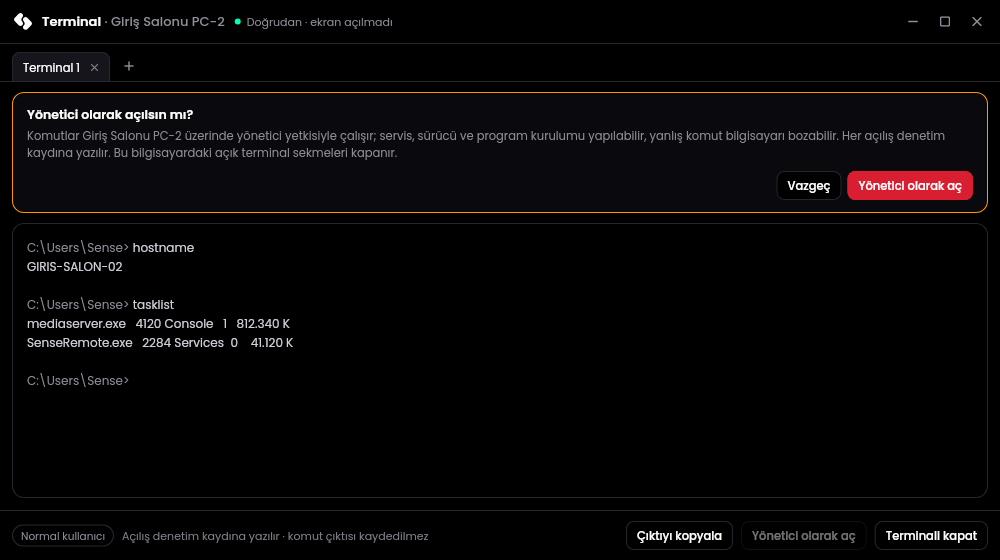 Terminal · Giriş Salonu PC-2 Doğrudan · ekran açılmadı
Terminal 1
Yönetici olarak açılsın mı?
Komutlar Giriş Salonu PC-2 üzerinde yönetici yetkisiyle çalışır; servis, sürücü ve program kurulumu yapılabilir, yanlış komut bilgisayarı bozabilir. Her açılış denetim
kaydına yazılır. Bu bilgisayardaki açık terminal sekmeleri kapanır.
Vazgeç Yönetici olarak aç
C:\Users\Sense> hostname
GIRIS-SALON-02
C:\Users\Sense> tasklist
mediaserver.exe 4120 Console 1 812.340 K
SenseRemote.exe 2284 Services 0 41.120 K
C:\Users\Sense>
Normal kullanıcı Açılış denetim kaydına yazılır · komut çıktısı kaydedilmez Çıktıyı kopyala Yönetici olarak aç Terminali kapat